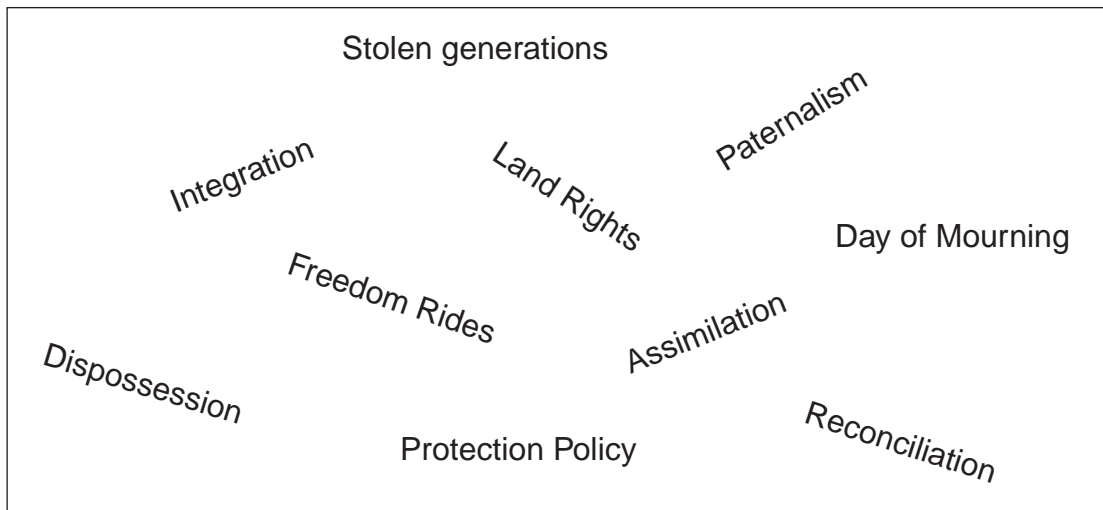 Stolen generations
Paternalism
Integration
Land Rights
Day of Mourning
Freedom Rides
Assimilation
Dispossession
Reconciliation
Protection Policy